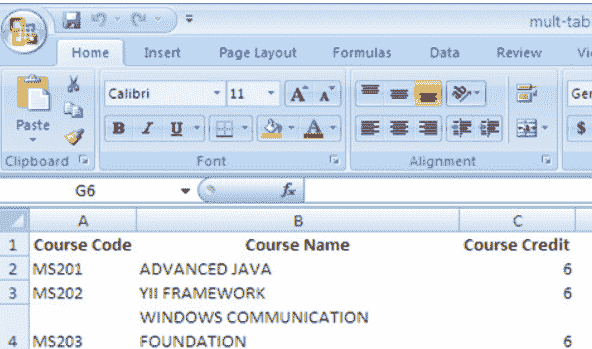 mult-tab
Home Insert Page Layout Formulas Data Review Vi
Calibri 11 A A Gen
Paste B I U A $
Clipboard Font Alignment
G6 fx
A B C
1 Course Code Course Name Course Credit
2 MS201 ADVANCED JAVA 6
3 MS202 YII FRAMEWORK 6
WINDOWS COMMUNICATION
4 MS203 FOUNDATION 6